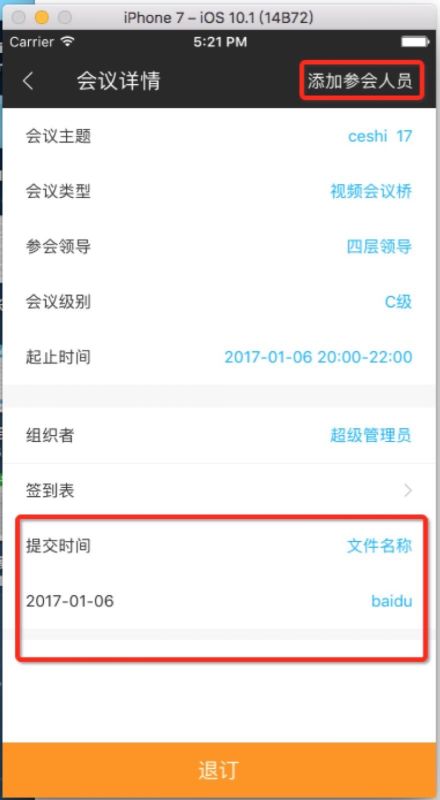 iPhone 7 – iOS 10.1 (14B72)
Carrier 5:21 PM
会议详情 添加参会人员
会议主题 ceshi 17
会议类型 视频会议桥
参会领导 四层领导
会议级别 C级
起止时间 2017-01-06 20:00-22:00
组织者 超级管理员
签到表
提交时间 文件名称
2017-01-06 baidu
退订